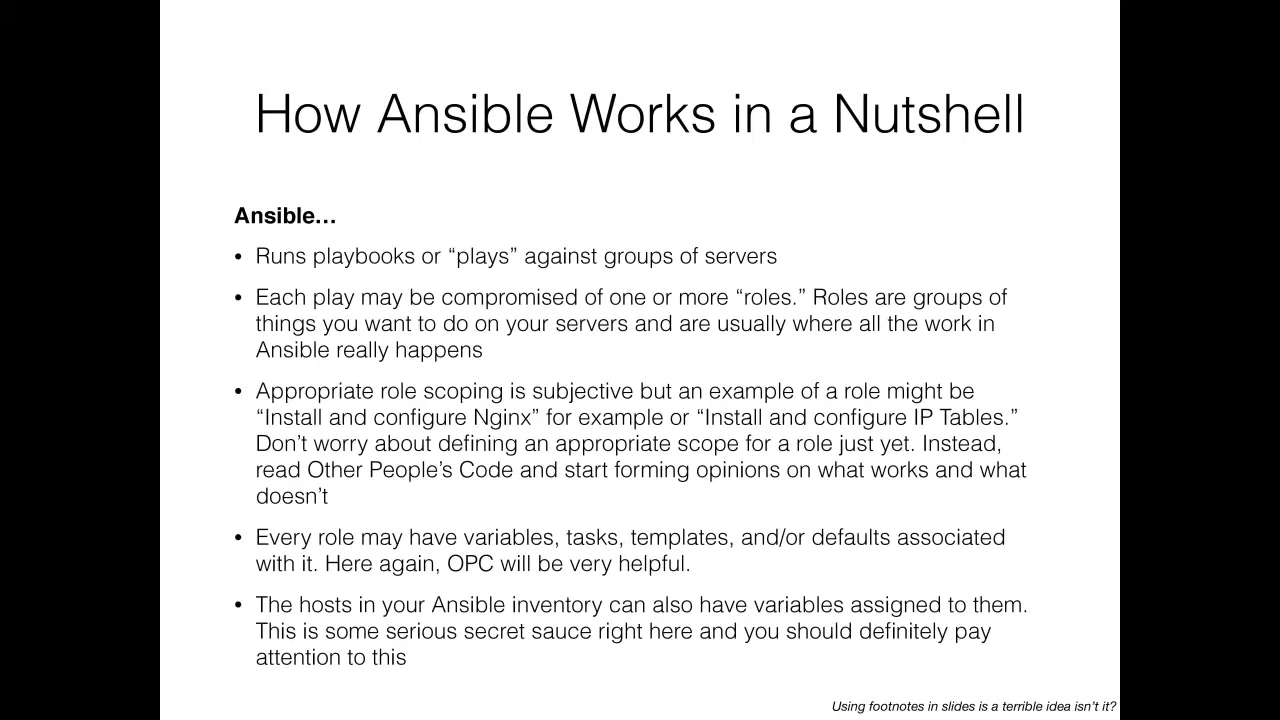 How Ansible Works in a Nutshell
Ansible…
• Runs playbooks or “plays” against groups of servers
• Each play may be compromised of one or more “roles.” Roles are groups of
things you want to do on your servers and are usually where all the work in
Ansible really happens
• Appropriate role scoping is subjective but an example of a role might be
“Install and configure Nginx” for example or “Install and configure IP Tables.”
Don’t worry about defining an appropriate scope for a role just yet. Instead,
read Other People’s Code and start forming opinions on what works and what
doesn’t
• Every role may have variables, tasks, templates, and/or defaults associated
with it. Here again, OPC will be very helpful.
• The hosts in your Ansible inventory can also have variables assigned to them.
This is some serious secret sauce right here and you should definitely pay
attention to this
Using footnotes in slides is a terrible idea isn’t it?